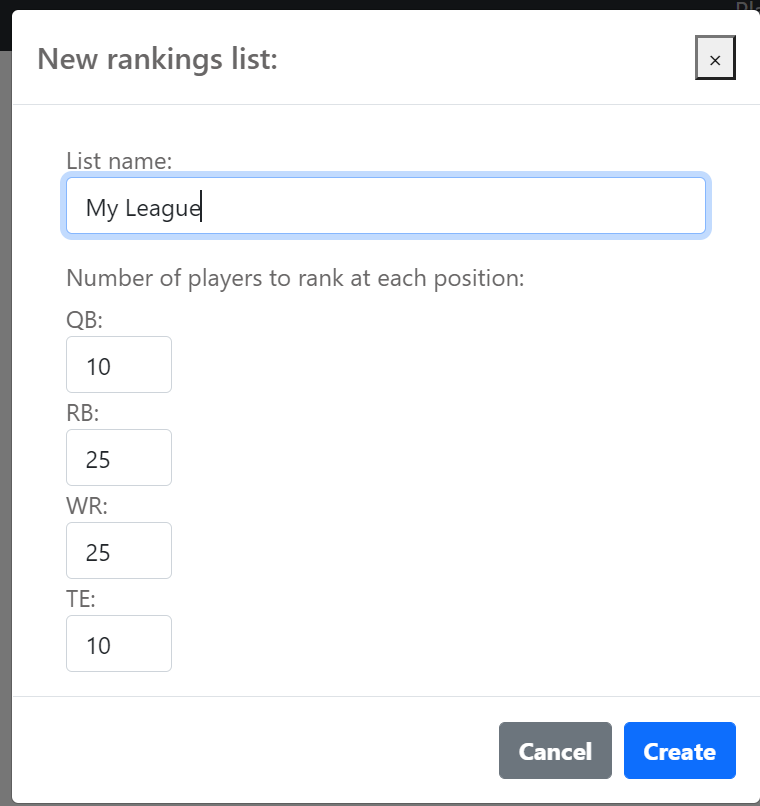 New rankings list:
×
List name:
My League
Number of players to rank at each position:
QB:
10
RB:
25
WR:
25
TE:
10
Cancel
Create